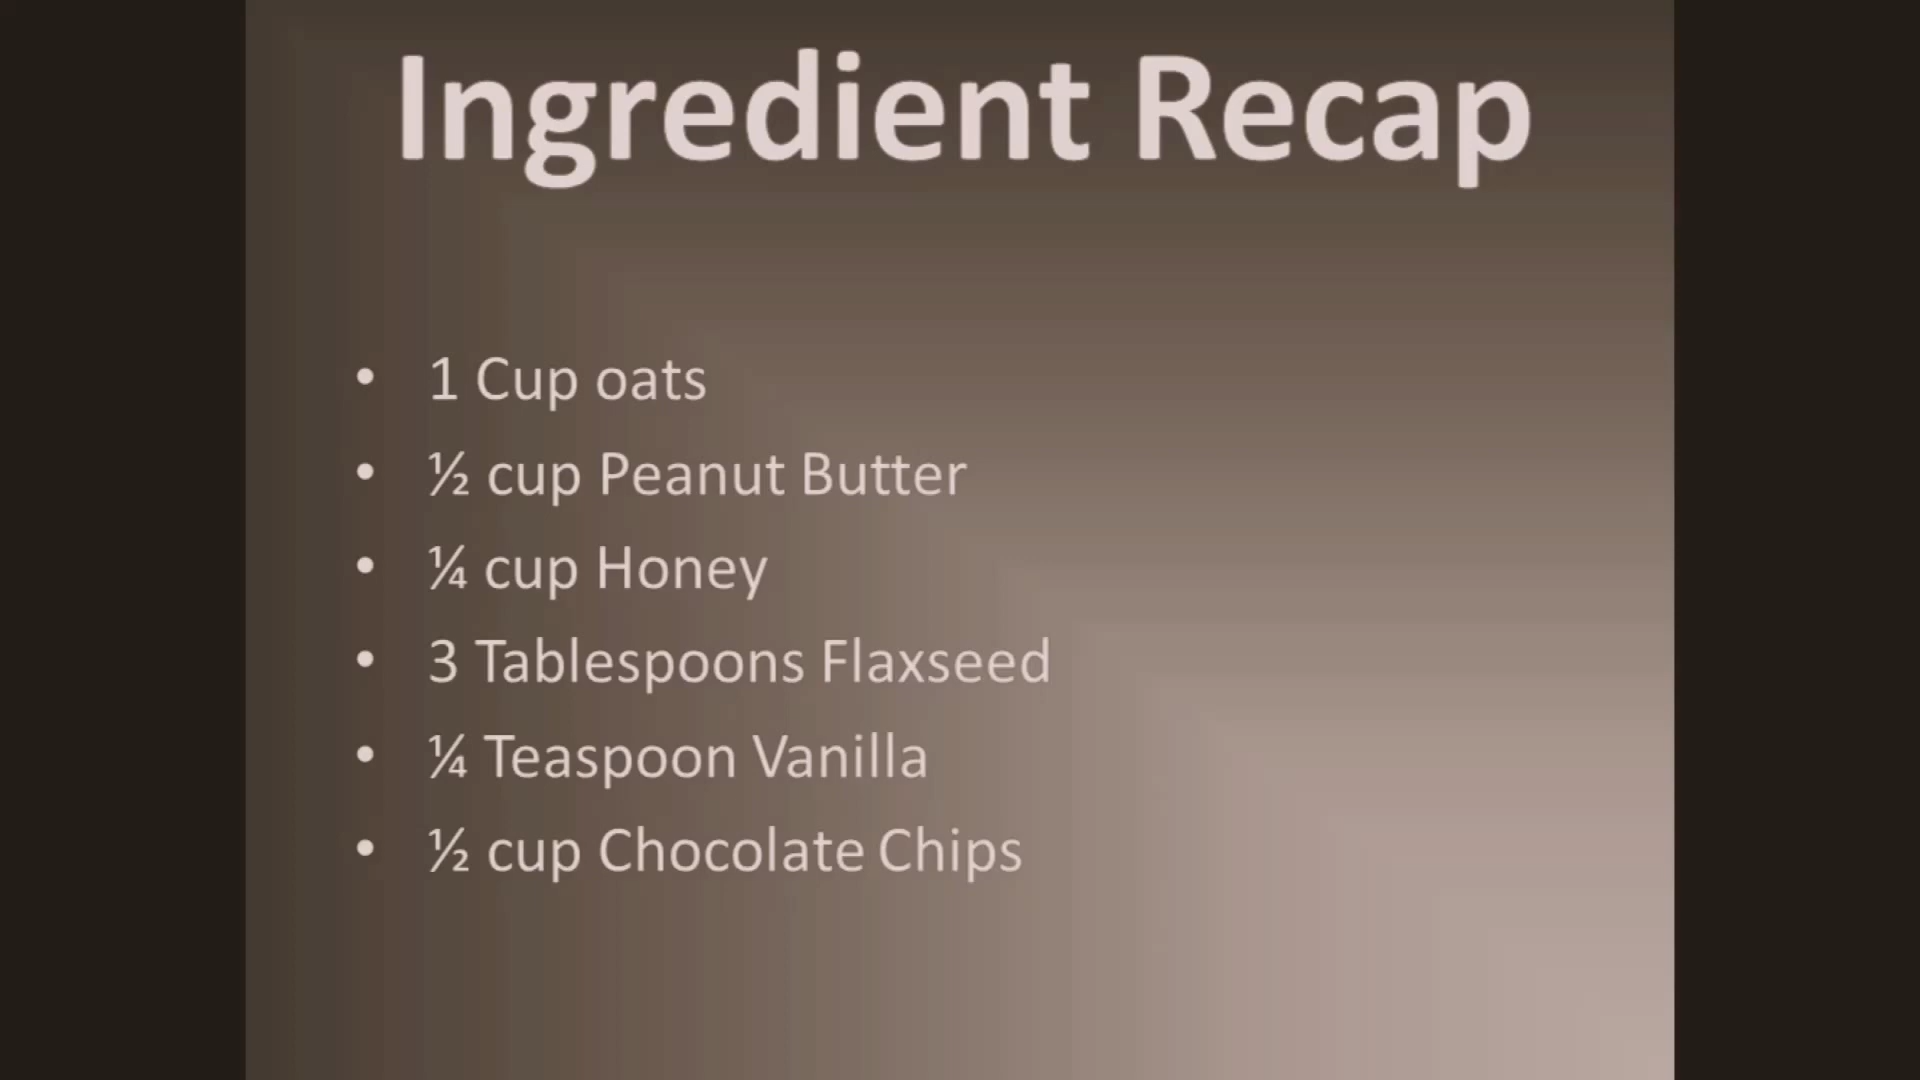 Ingredient Recap
• 1 Cup oats
• ½ cup Peanut Butter
• ¼ cup Honey
• 3 Tablespoons Flaxseed
• ¼ Teaspoon Vanilla
• ½ cup Chocolate Chips